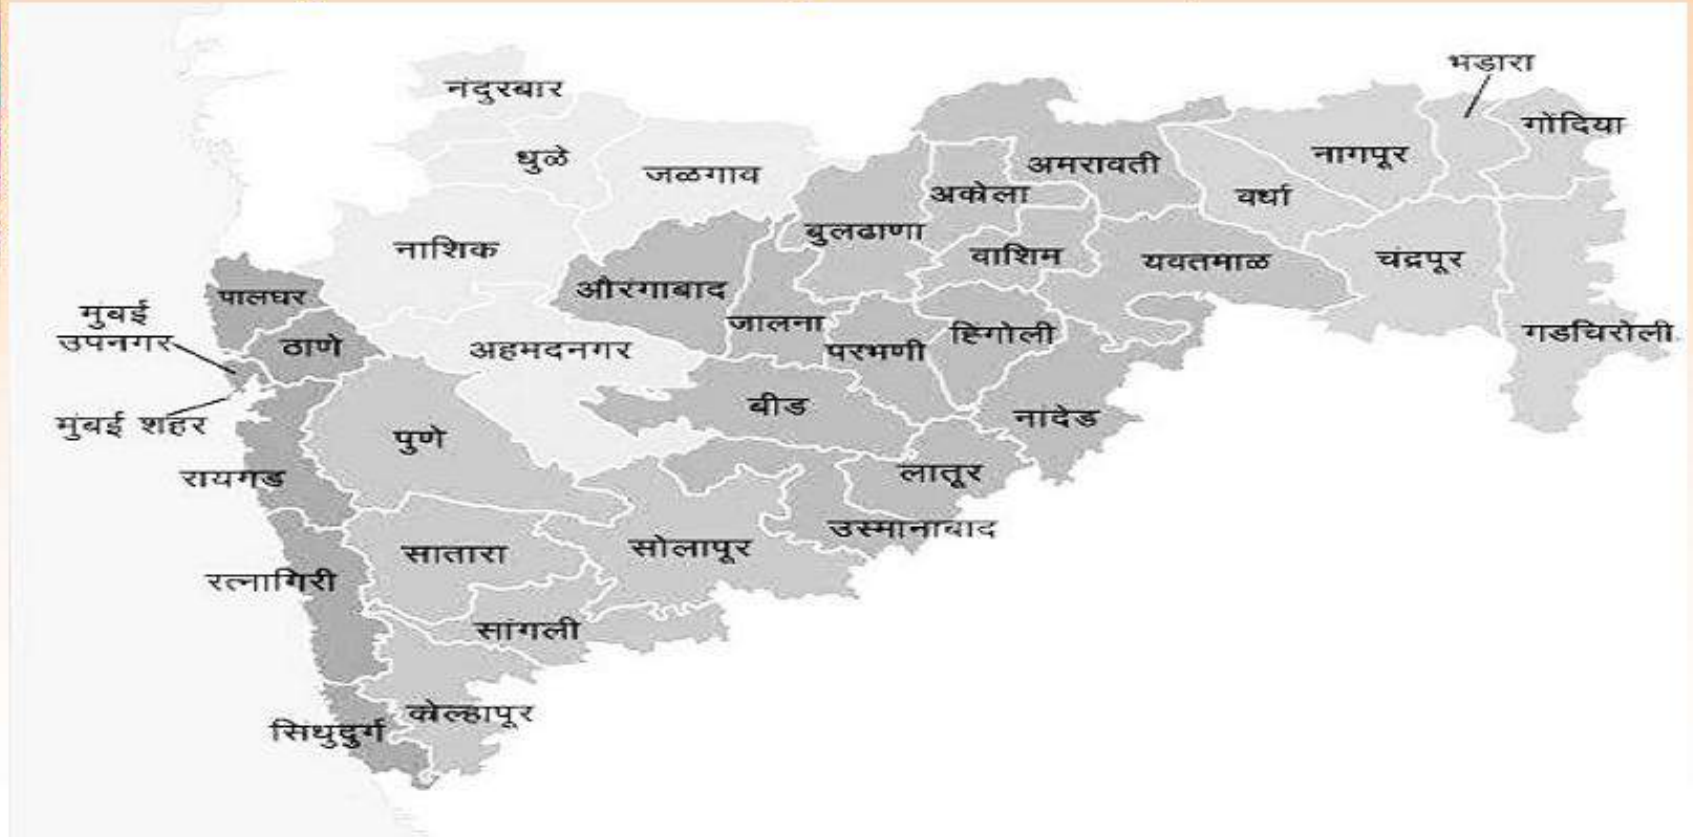 भंडारा
नंदुरबार
गोंदिया
धुळे
जळगाव
अमरावती
नागपूर
अकोला
वर्धा
नाशिक
बुलढाणा
वाशिम
यवतमाळ
चंद्रपूर
औरंगाबाद
पालघर
मुंबई
उपनगर
जालना
ठाणे
अहमदनगर
परभणी
हिंगोली
गडचिरोली
बीड
मुंबई शहर
पुणे
नांदेड
रायगड
लातूर
उस्मानाबाद
सातारा
सोलापूर
रत्नागिरी
सांगली
कोल्हापूर
सिंधुदुर्ग